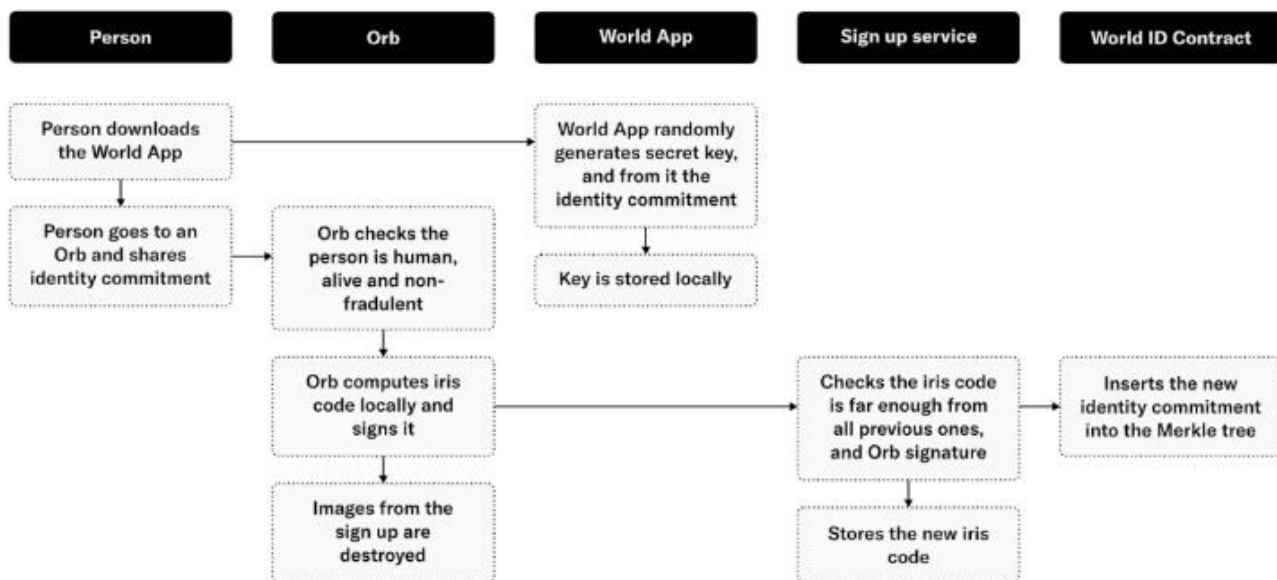 Person
Orb
World App
Sign up service
World ID Contract
Person downloads
the World App
World App randomly
generates secret key,
and from it the
identity commitment
Person goes to an
Orb and shares
identity commitment
Orb checks the
person is human,
alive and non-
fradulent
Key is stored locally
Orb computes iris
code locally and
signs it
Checks the iris code
is far enough from
all previous ones,
and Orb signature
Inserts the new
identity commitment
into the Merkle tree
Images from the
sign up are
destroyed
Stores the new iris
code